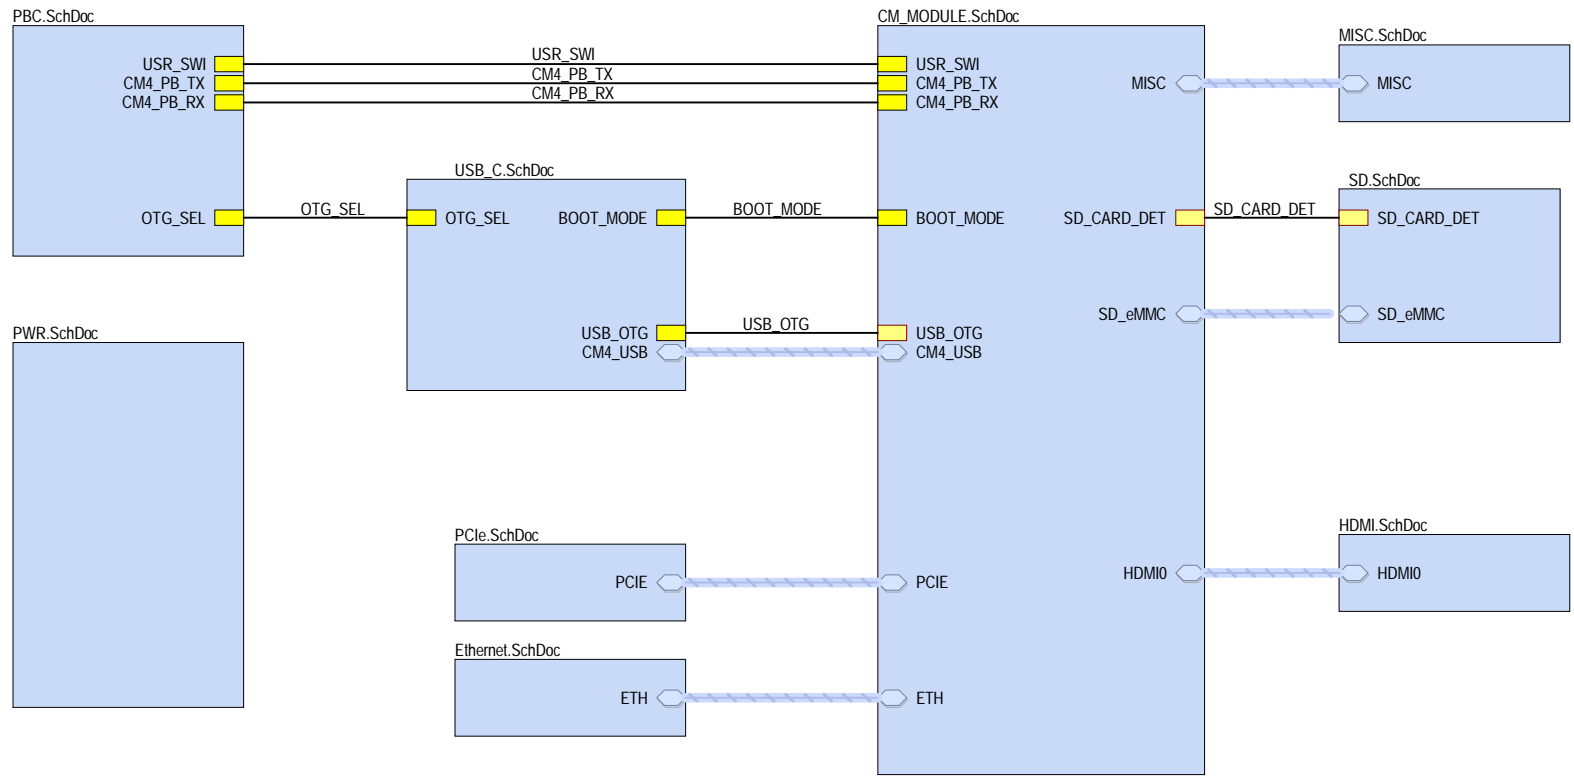 PBC.SchDoc
CM_MODULE.SchDoc
MISC.SchDoc
USR_SWI
USR_SWI
USR_SWI
CM4_PB_TX
CM4_PB_TX
CM4_PB_TX
MISC
MISC
CM4_PB_RX
CM4_PB_RX
CM4_PB_RX
USB_C.SchDoc
SD.SchDoc
OTG_SEL
OTG_SEL
OTG_SEL
BOOT_MODE
BOOT_MODE
BOOT_MODE
SD_CARD_DET
SD_CARD_DET
SD_CARD_DET
SD_eMMC
SD_eMMC
PWR.SchDoc
USB_OTG
USB_OTG
USB_OTG
CM4_USB
CM4_USB
PCIe.SchDoc
HDMI.SchDoc
PCIE
PCIE
HDMI0
HDMI0
Ethernet.SchDoc
ETH
ETH